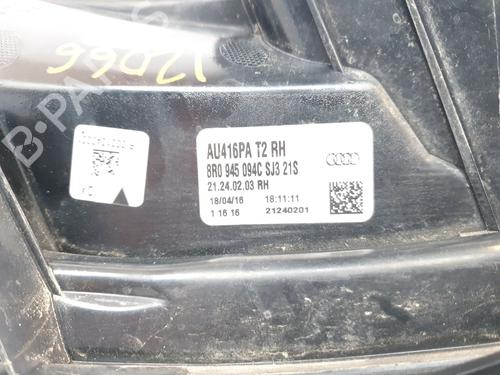 AU416PA T2 RH
8R0 945 094C SJ3 21S
21.24.02.03 RH
18/04/16 18:11:11
1 16 16 21240201
B-PARTS